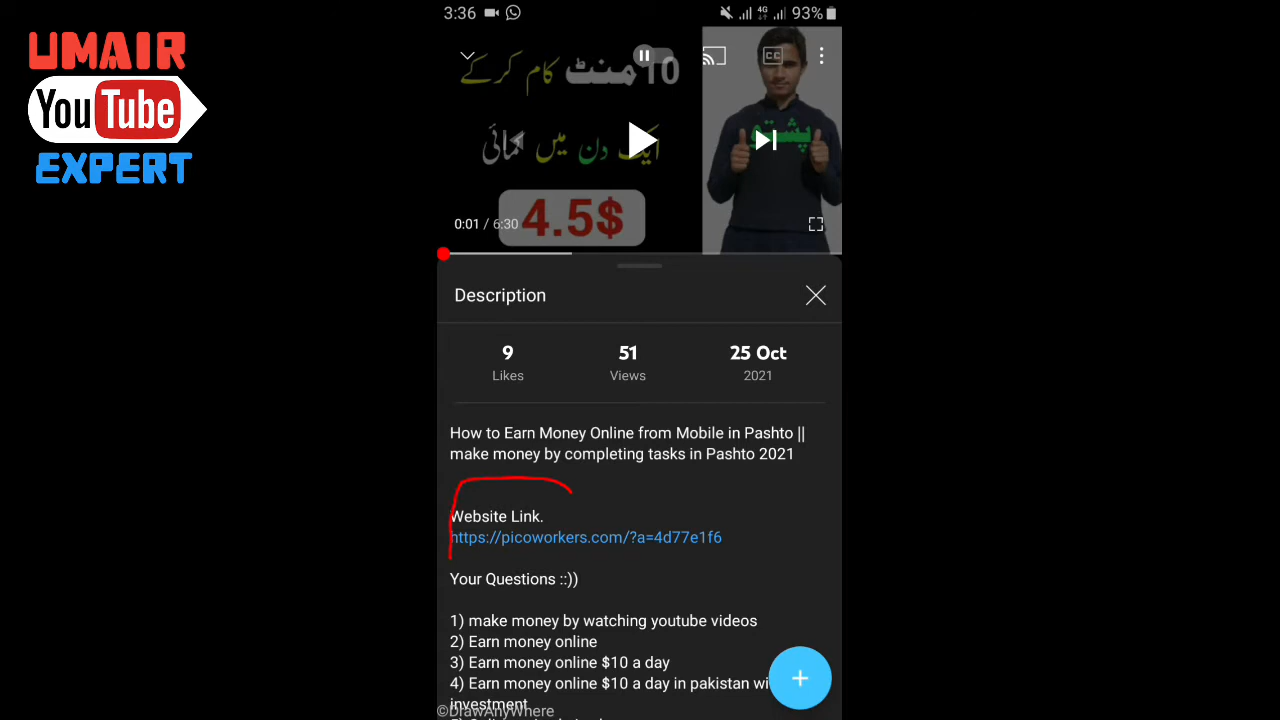 UMAIR
YouTube
EXPERT
3:36
4G
93%
10 منٹ کام کرکے
CC
ایک دن میں کمائی
پشتو
4.5$
0:01 / 6:30
Description
9
Likes
51
Views
25 Oct
2021
How to Earn Money Online from Mobile in Pashto ||
make money by completing tasks in Pashto 2021
Website Link.
https://picoworkers.com/?a=4d77e1f6
Your Questions ::))
1) make money by watching youtube videos
2) Earn money online
3) Earn money online $10 a day
4) Earn money online $10 a day in pakistan wi
investment
©DrawAnyWhere